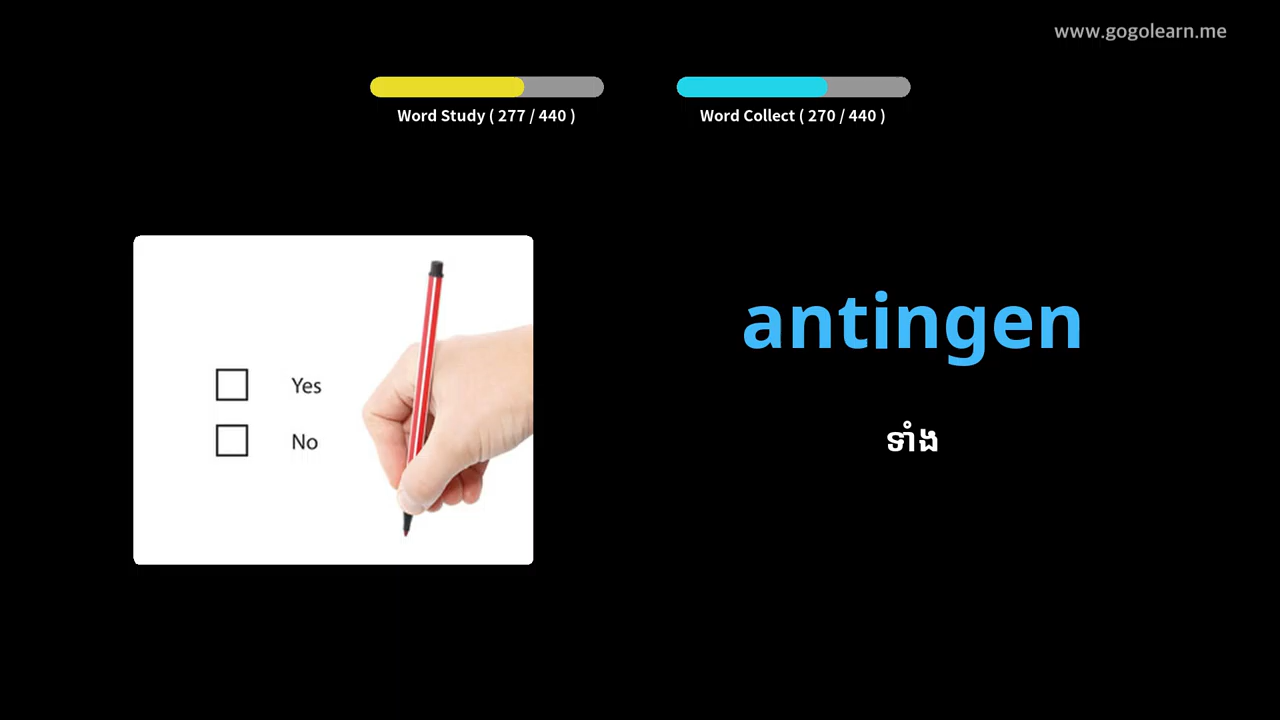 www.gogolearn.me
Word Study ( 277 / 440 )
Word Collect ( 270 / 440 )
Yes
No
antingen
ទាំង